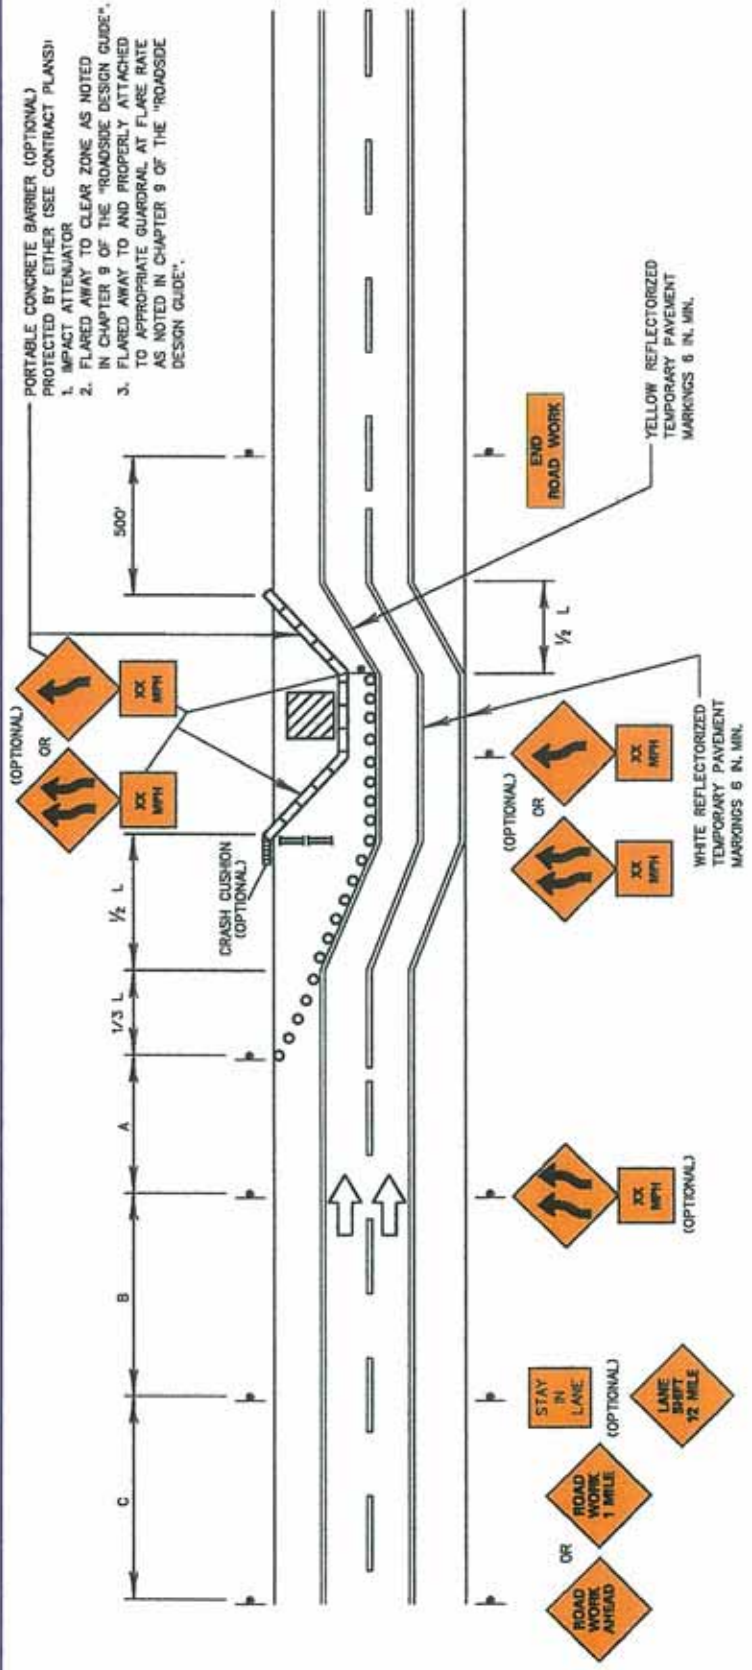 PORTABLE CONCRETE BARRIER (OPTIONAL)
PROTECTED BY EITHER (SEE CONTRACT PLANS):
1. IMPACT ATTENUATOR
2. FLARED AWAY TO CLEAR ZONE AS NOTED
IN CHAPTER 9 OF THE "ROADSIDE DESIGN GUIDE".
3. FLARED AWAY TO AND PROPERLY ATTACHED
TO APPROPRIATE GUARDRAIL AT FLARE RATE
AS NOTED IN CHAPTER 9 OF THE "ROADSIDE
DESIGN GUIDE".
(OPTIONAL)
OR
XX
MPH
XX
MPH
C
B
A
1/3 L
1/2 L
500'
CRASH CUSHION
(OPTIONAL)
1/2 L
ROAD
WORK
AHEAD
OR
ROAD
WORK
1 MILE
STAY
IN
LANE
(OPTIONAL)
LANE
SHIFT
1/2 MILE
XX
MPH
(OPTIONAL)
(OPTIONAL)
OR
XX
MPH
XX
MPH
END
ROAD WORK
WHITE REFLECTORIZED
TEMPORARY PAVEMENT
MARKINGS 6 IN. MIN.
YELLOW REFLECTORIZED
TEMPORARY PAVEMENT
MARKINGS 6 IN. MIN.